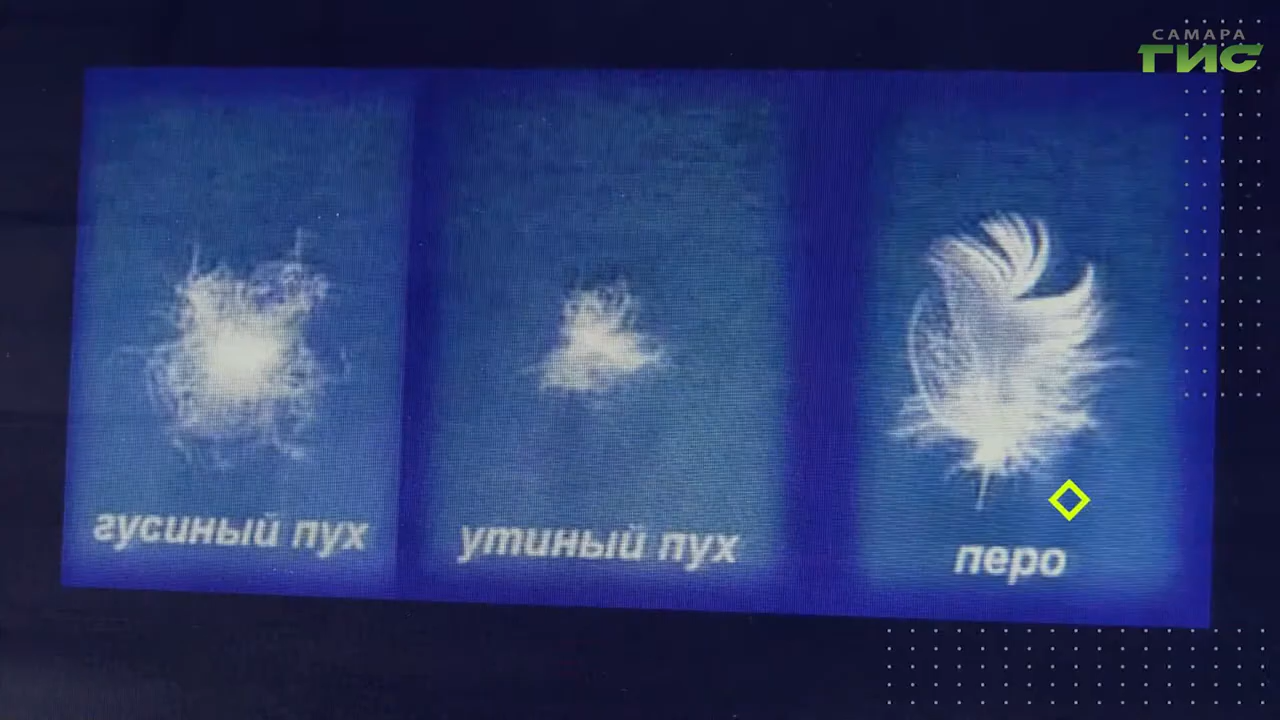 САМАРА
ГИС
гусиный пух
утиный пух
перо